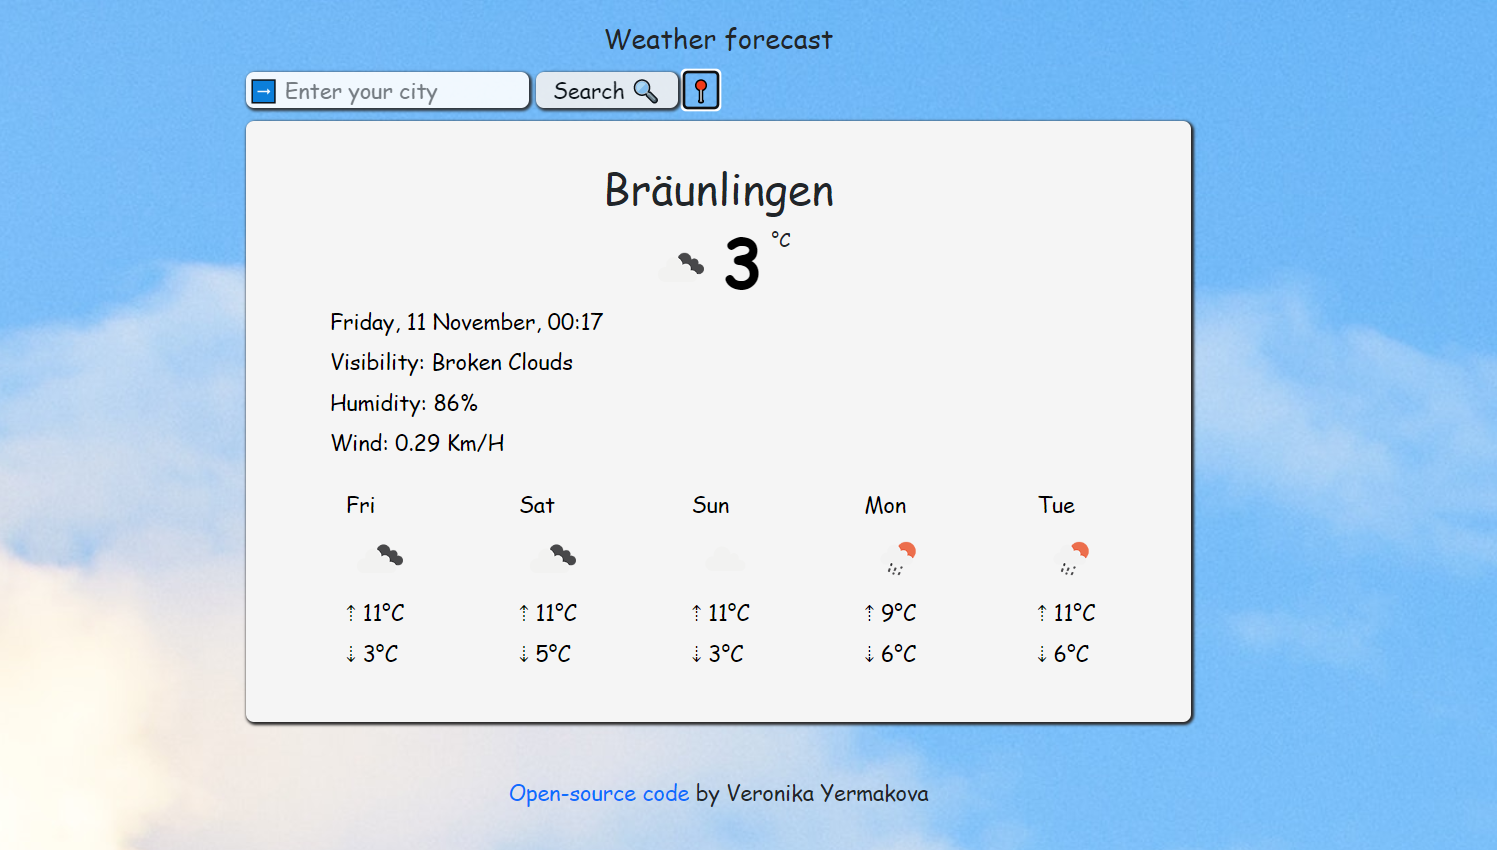 Weather forecast
Enter your city
Search
Bräunlingen
3 °C
Friday, 11 November, 00:17
Visibility: Broken Clouds
Humidity: 86%
Wind: 0.29 Km/H
Fri Sat Sun Mon Tue
⇡ 11°C ⇡ 11°C ⇡ 11°C ⇡ 9°C ⇡ 11°C
⇣ 3°C ⇣ 5°C ⇣ 3°C ⇣ 6°C ⇣ 6°C
Open-source code by Veronika Yermakova